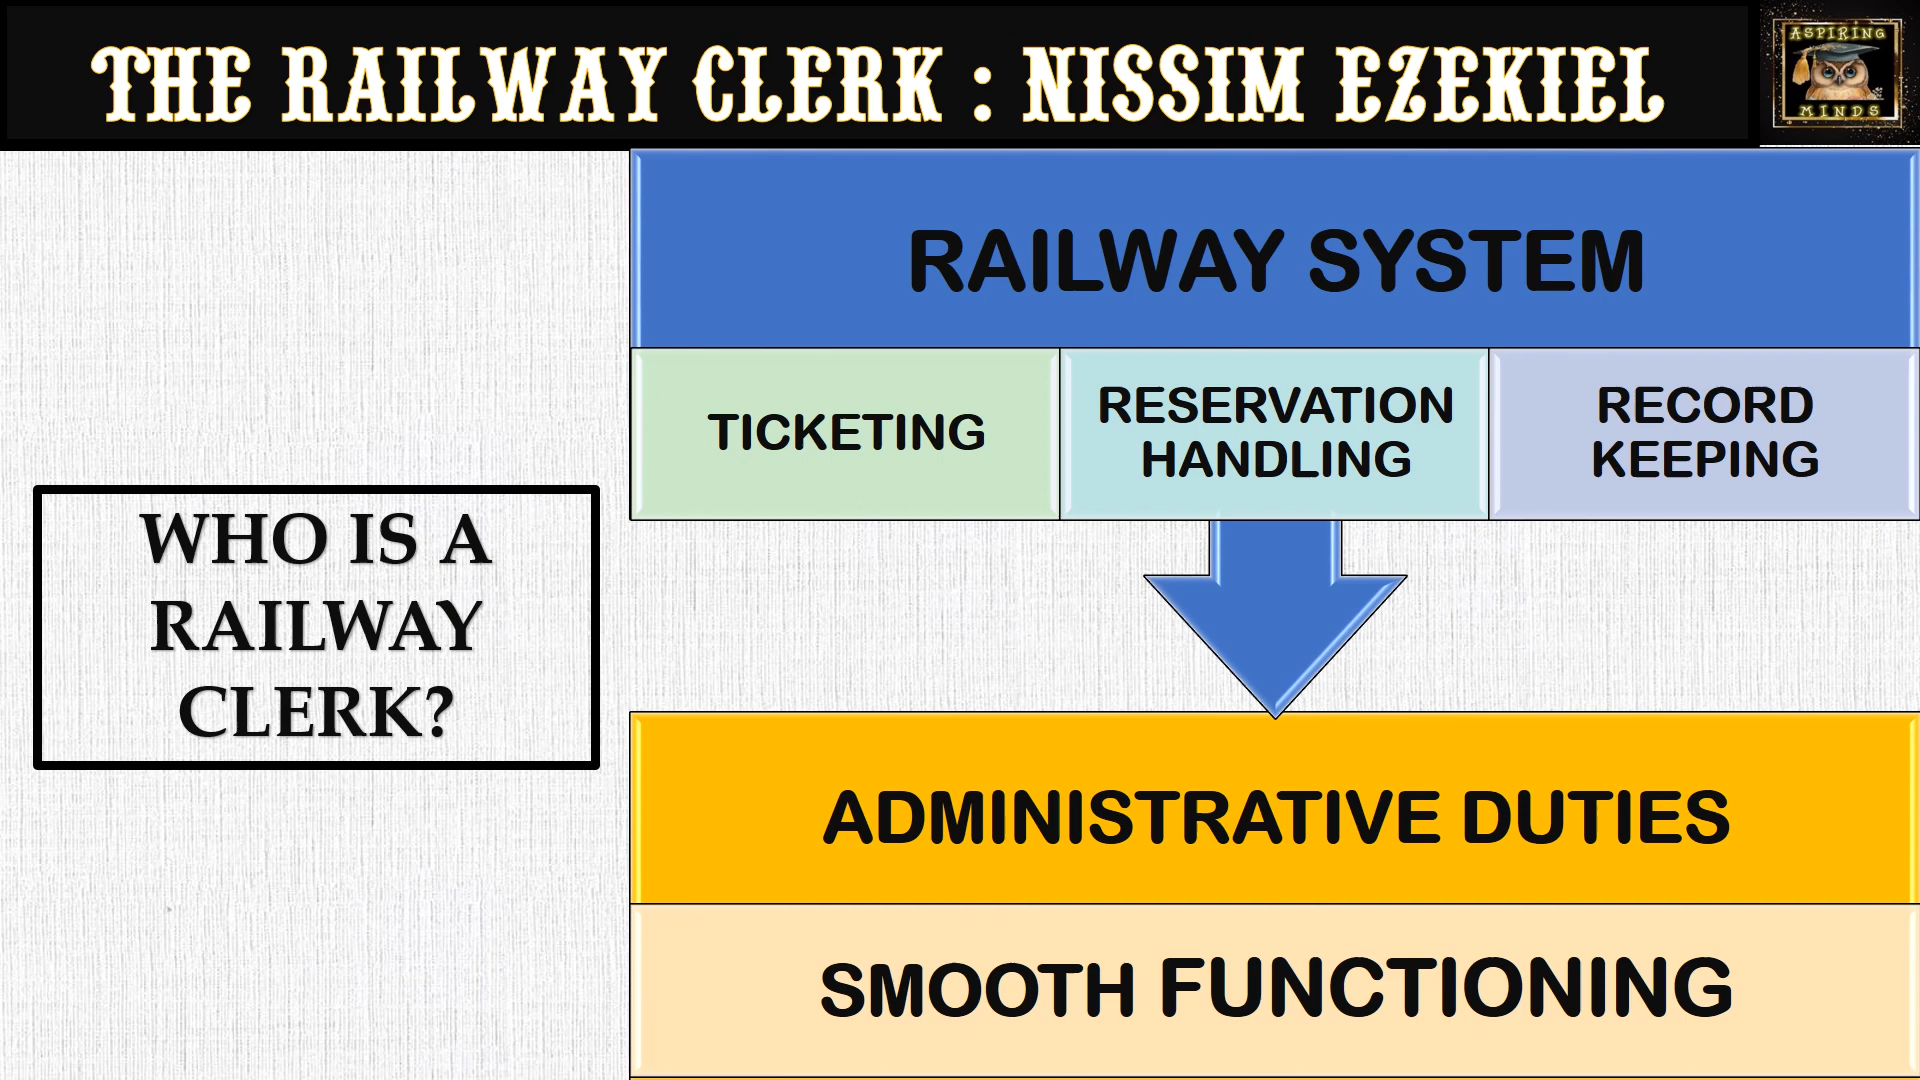 THE RAILWAY CLERK : NISSIM EZEKIEL
ASPIRING
MINDS
WHO IS A
RAILWAY
CLERK?
RAILWAY SYSTEM
TICKETING
RESERVATION
HANDLING
RECORD
KEEPING
ADMINISTRATIVE DUTIES
SMOOTH FUNCTIONING